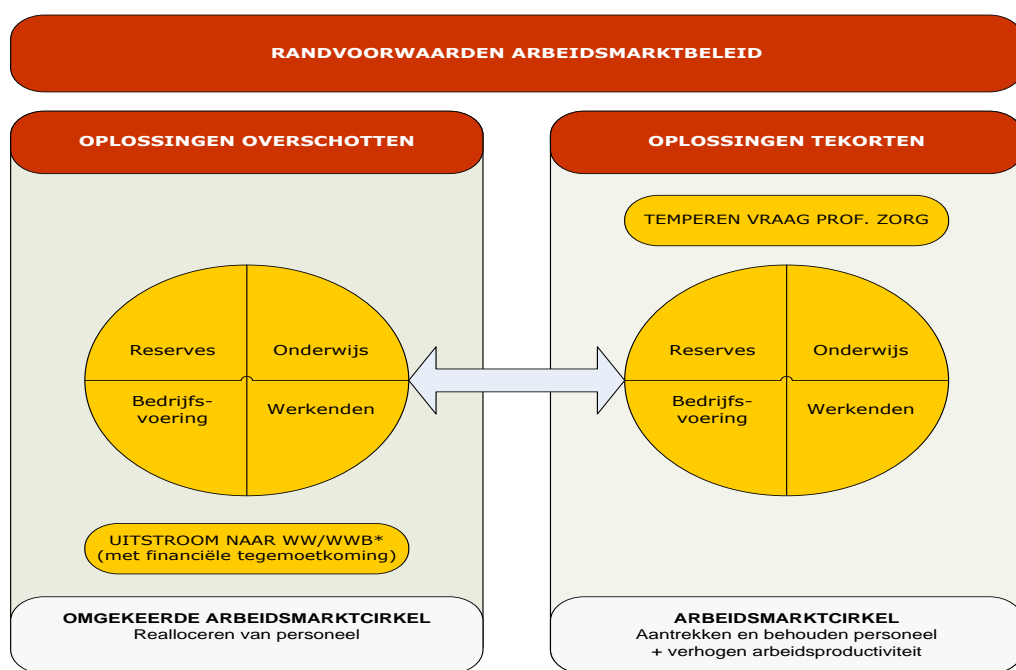 RANDVOORWAARDEN ARBEIDSMARKTBELEID
OPLOSSINGEN OVERSCHOTTEN
Reserves
Onderwijs
Bedrijfs-
voering
Werkenden
UITSTROOM NAAR WW/WWB*
(met financiële tegemoetkoming)
OMGEKEERDE ARBEIDSMARKTCIRKEL
Realloceren van personeel
OPLOSSINGEN TEKORTEN
TEMPEREN VRAAG PROF. ZORG
Reserves
Onderwijs
Bedrijfs-
voering
Werkenden
ARBEIDSMARKTCIRKEL
Aantrekken en behouden personeel
+ verhogen arbeidsproductiviteit